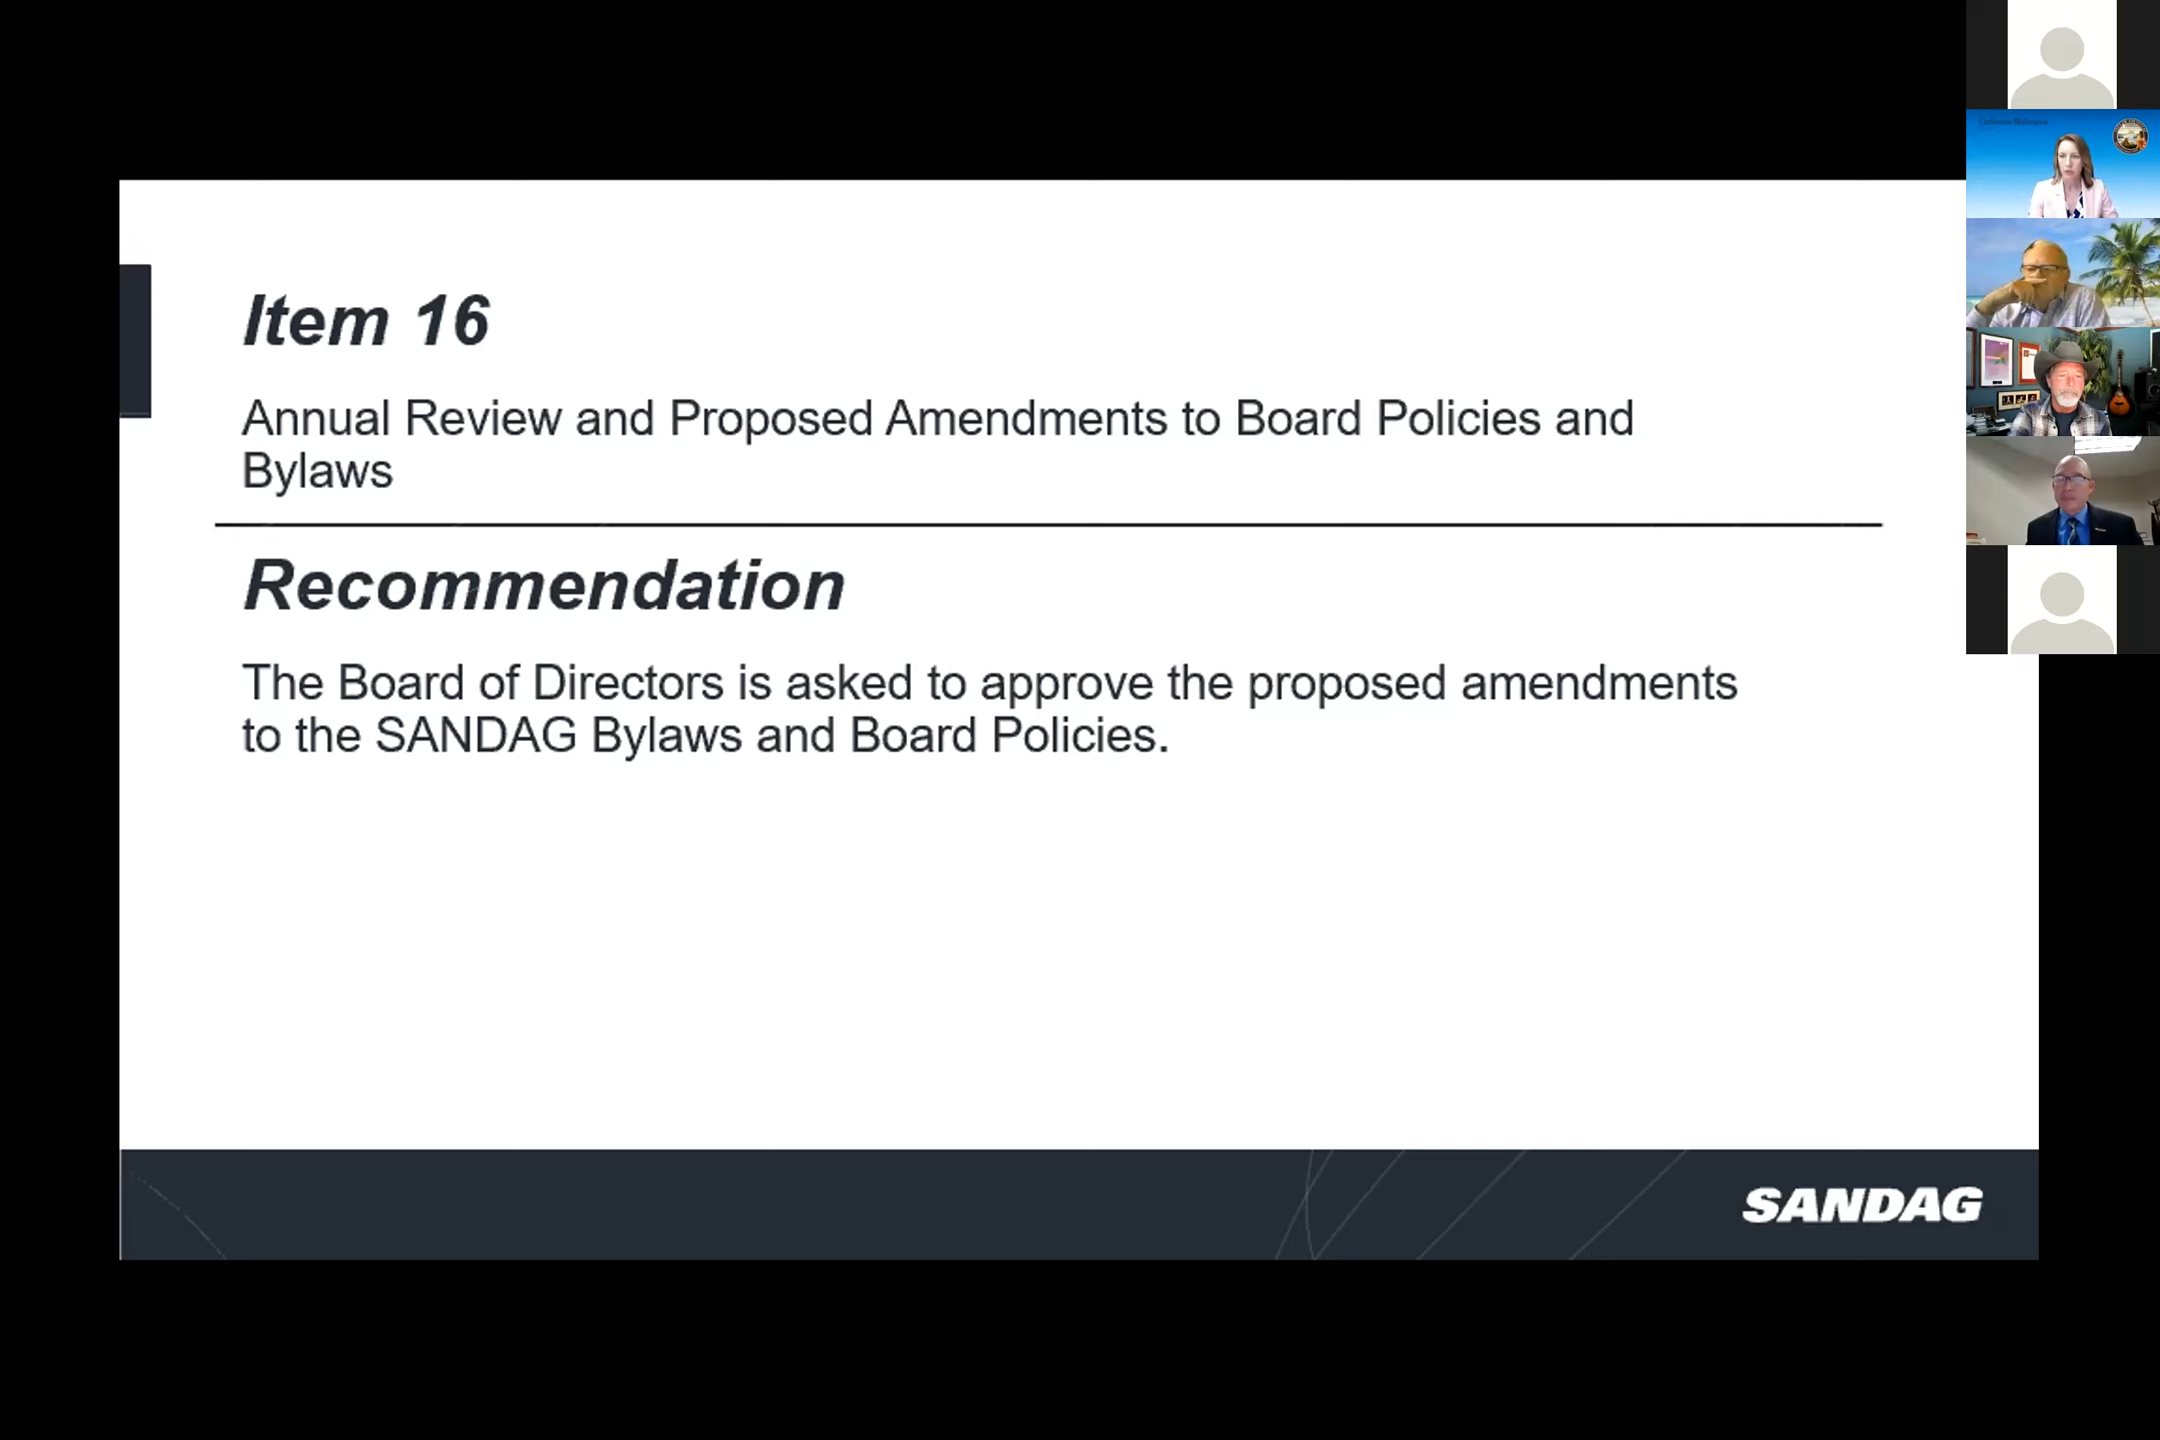 Item 16
Annual Review and Proposed Amendments to Board Policies and
Bylaws
Recommendation
The Board of Directors is asked to approve the proposed amendments
to the SANDAG Bylaws and Board Policies.
SANDAG